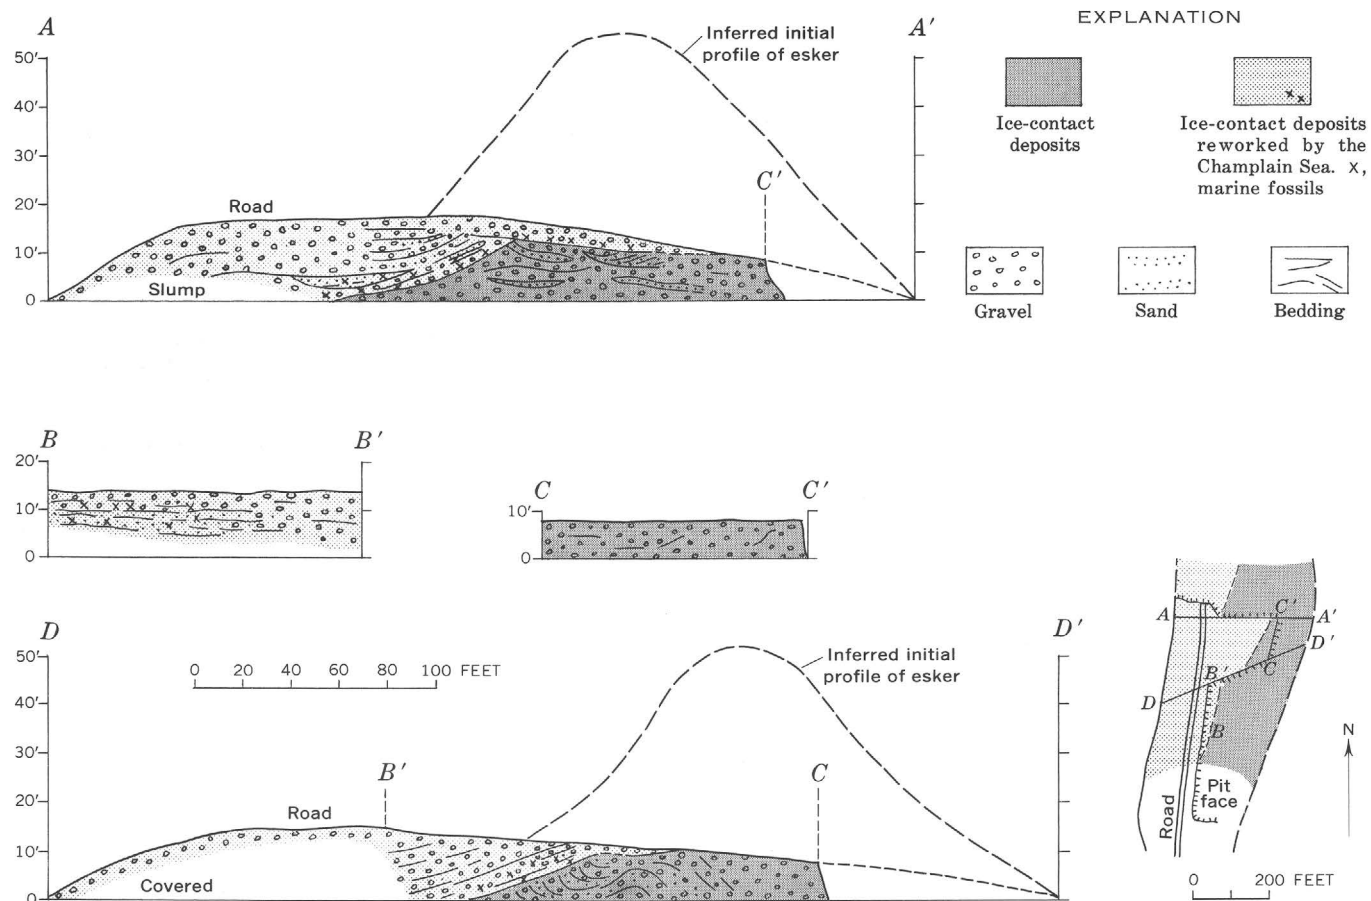 A
A'
EXPLANATION
Inferred initial
profile of esker
50'
40'
30'
20'
10'
0
C'
Road
Slump
Ice-contact
deposits
Ice-contact deposits
reworked by the
Champlain Sea. x,
marine fossils
Gravel
Sand
Bedding
B
B'
20'
10'
0
C
C'
10'
0
D
D'
0 20 40 60 80 100 FEET
Inferred initial
profile of esker
50'
40'
30'
20'
10'
0
B'
C
Road
Covered
A
C'
A'
D'
B'
C
D
B
N
Pit
face
Road
0 200 FEET